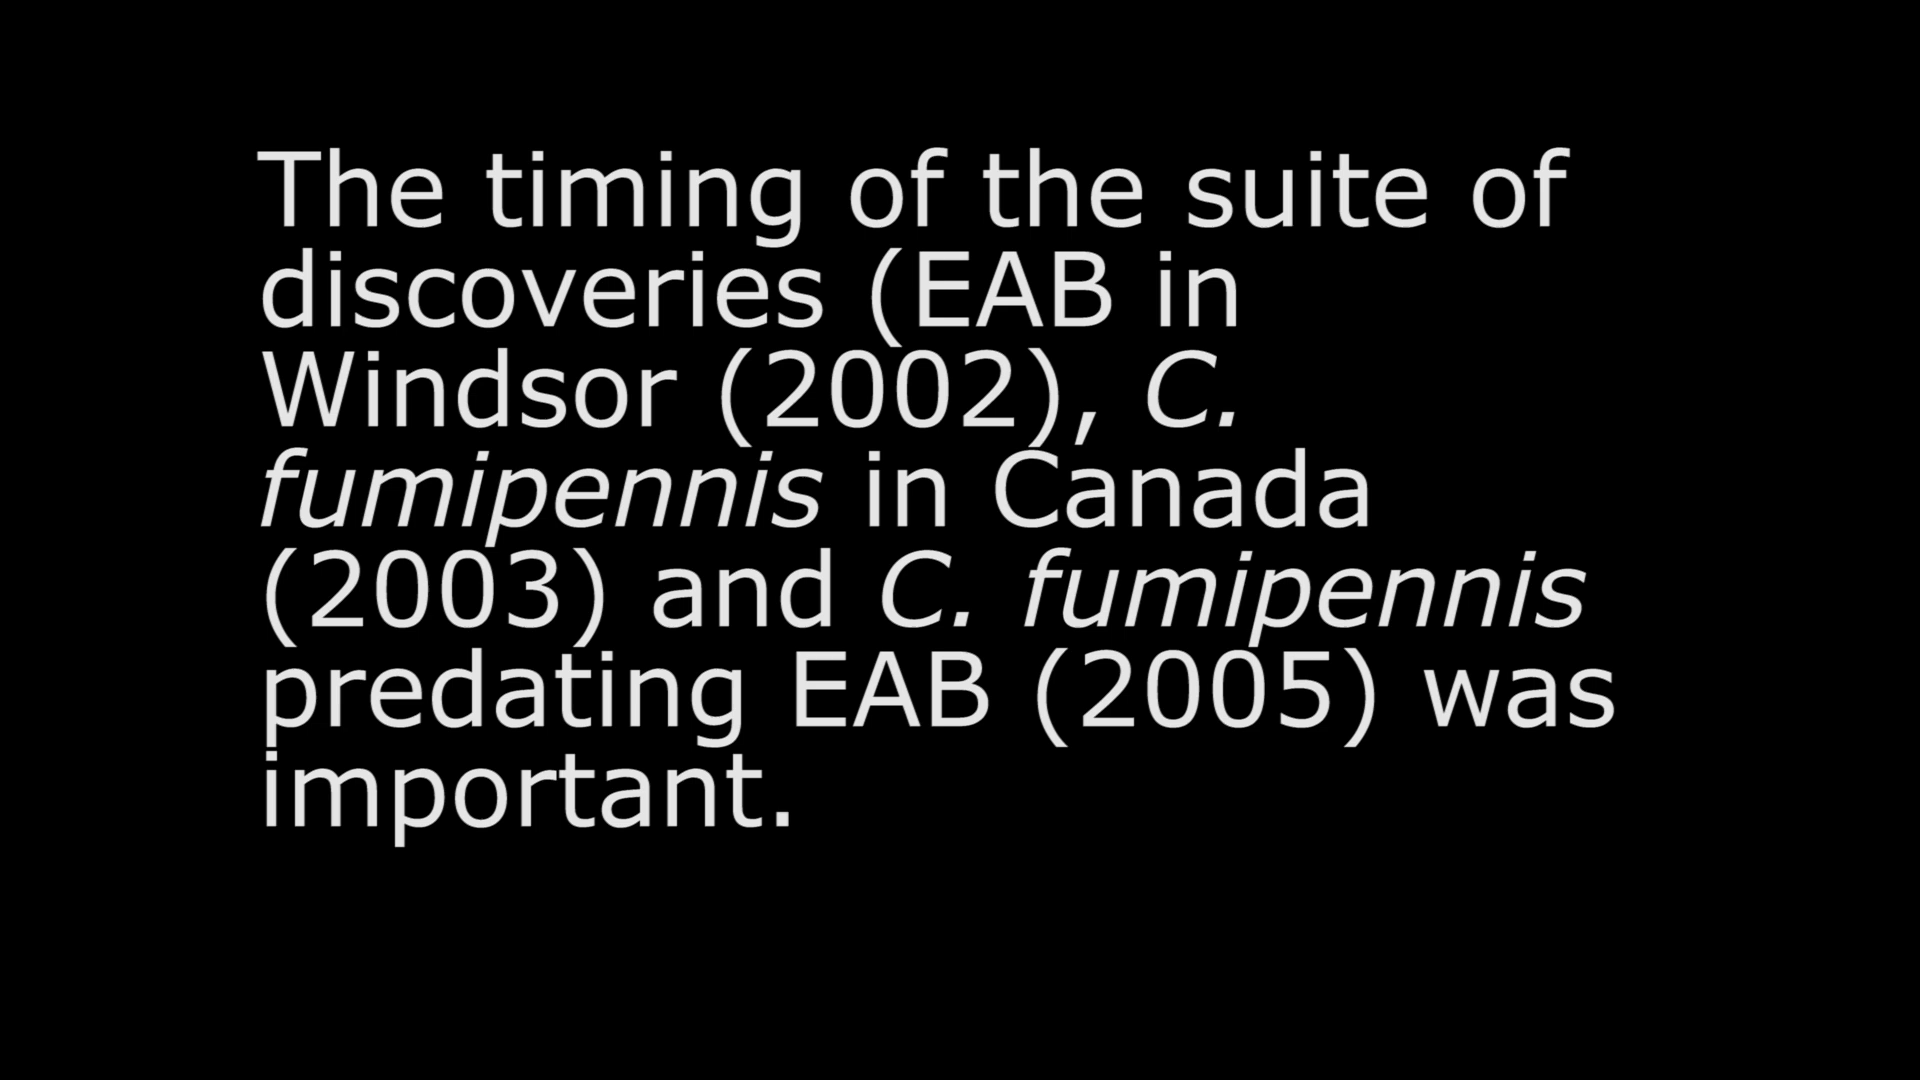 The timing of the suite of
discoveries (EAB in
Windsor (2002), C.
fumipennis in Canada
(2003) and C. fumipennis
predating EAB (2005) was
important.